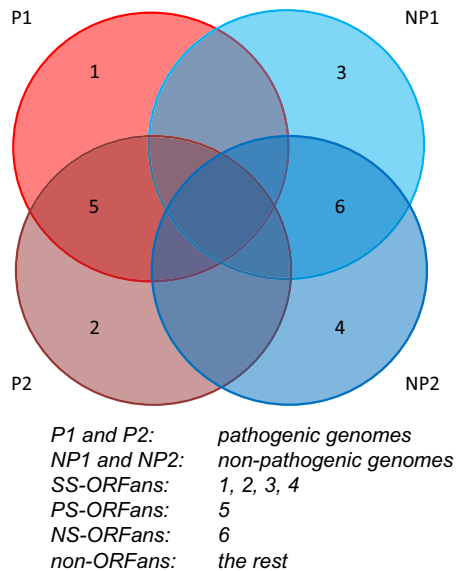 P1 NP1
1 3
5 6
2 4
P2 NP2
P1 and P2: pathogenic genomes
NP1 and NP2: non-pathogenic genomes
SS-ORFans: 1, 2, 3, 4
PS-ORFans: 5
NS-ORFans: 6
non-ORFans: the rest